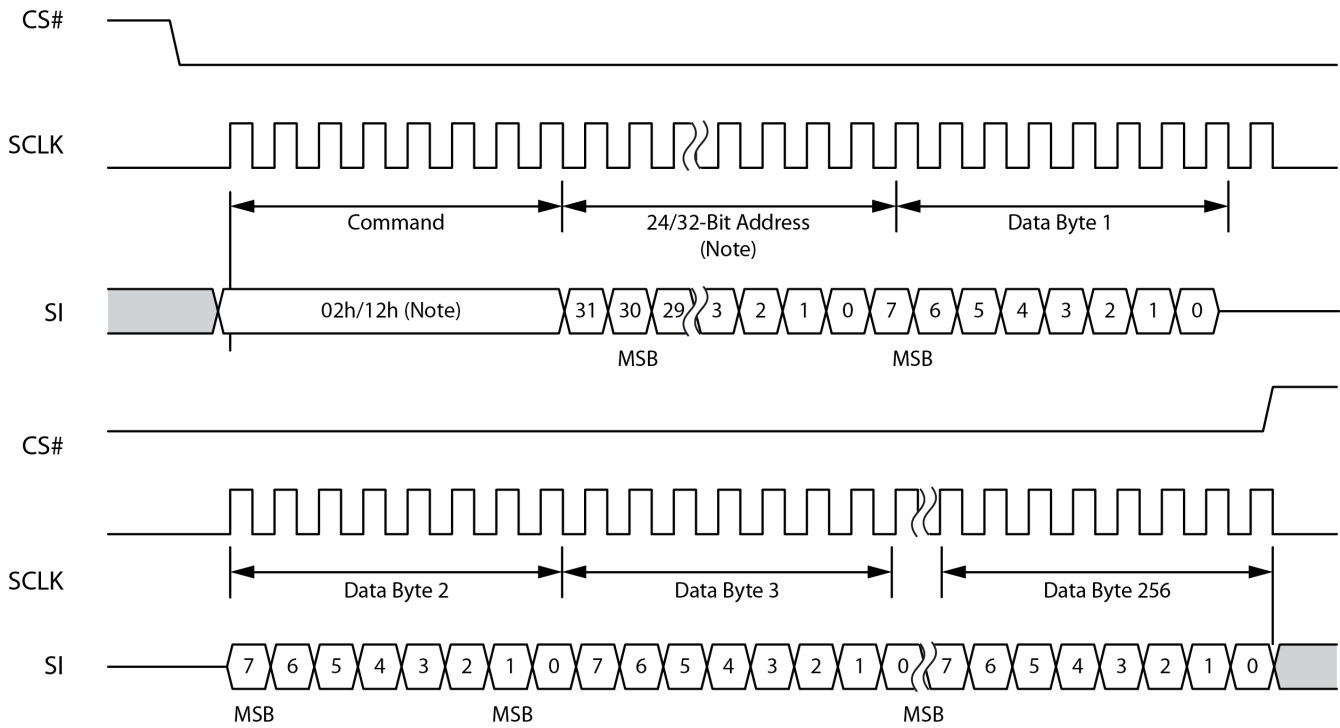 CS#
SCLK
Command
24/32-Bit Address
(Note)
Data Byte 1
SI
02h/12h (Note)
31 30 29 3 2 1 0 7 6 5 4 3 2 1 0
MSB MSB
CS#
SCLK
Data Byte 2
Data Byte 3
Data Byte 256
SI
7 6 5 4 3 2 1 0 7 6 5 4 3 2 1 0 7 6 5 4 3 2 1 0
MSB MSB MSB